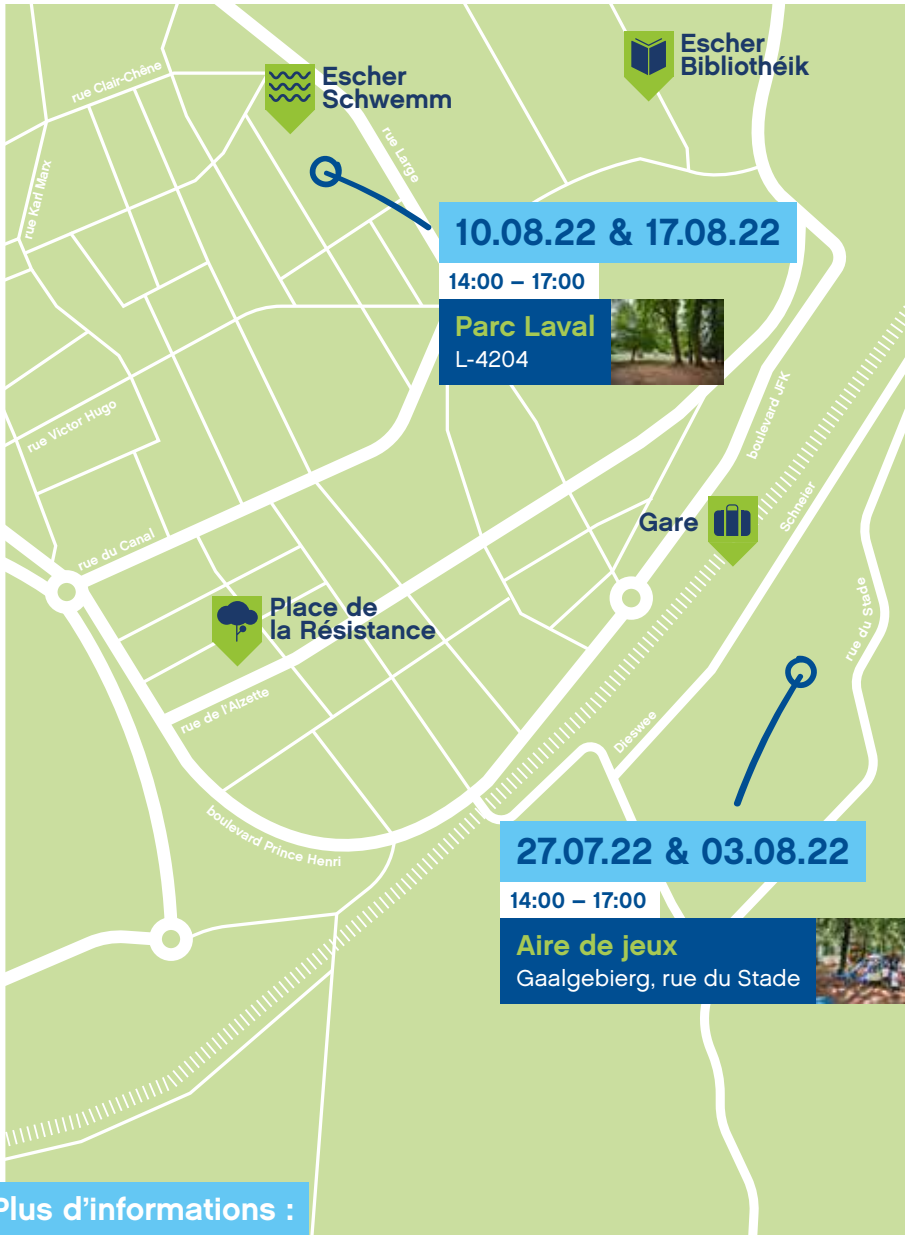 Escher
Bibliothéik
Escher
Schwemm
rue Clair-Chêne
rue Karl Marx
rue Large
10.08.22 & 17.08.22
14:00 – 17:00
Parc Laval
L-4204
rue Victor Hugo
boulevard JFK
Schneier
Gare
rue du Canal
Place de
la Résistance
rue du Stade
rue de l'Alzette
Dieswee
boulevard Prince Henri
27.07.22 & 03.08.22
14:00 – 17:00
Aire de jeux
Gaalgebierg, rue du Stade
Plus d’informations :